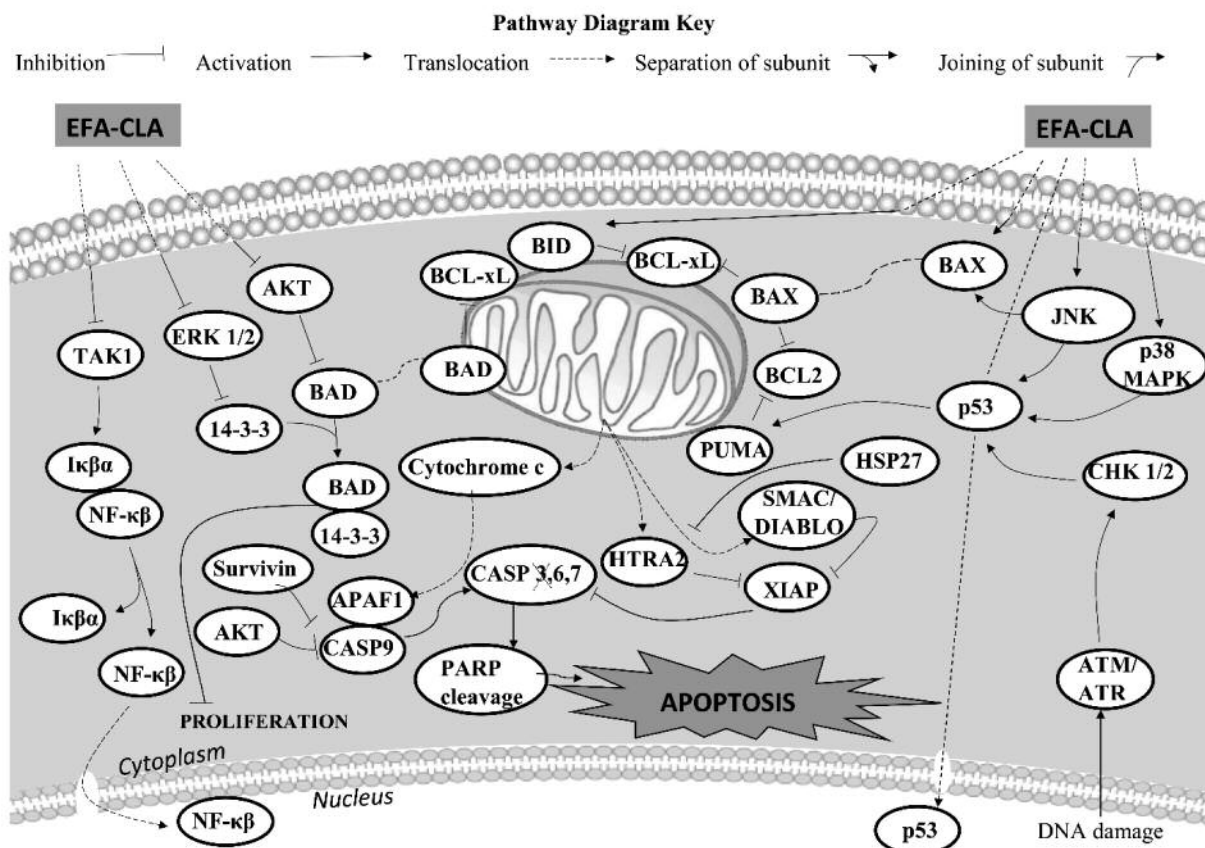 Pathway Diagram Key
Inhibition Activation Translocation Separation of subunit Joining of subunit
EFA-CLA
EFA-CLA
BID
BCL-xL
BCL-xL
BAX
BAX
AKT
ERK 1/2
TAK1
JNK
p38
MAPK
BAD
BAD
BCL2
p53
14-3-3
PUMA
Iκβα
NF-κβ
Cytochrome c
HSP27
CHK 1/2
BAD
14-3-3
SMAC/
DIABLO
Survivin
CASP 3,6,7
HTRA2
XIAP
APAF1
CASP9
Iκβα
AKT
NF-κβ
PARP
cleavage
APOPTOSIS
ATM/
ATR
PROLIFERATION
Cytoplasm
Nucleus
NF-κβ
p53
DNA damage